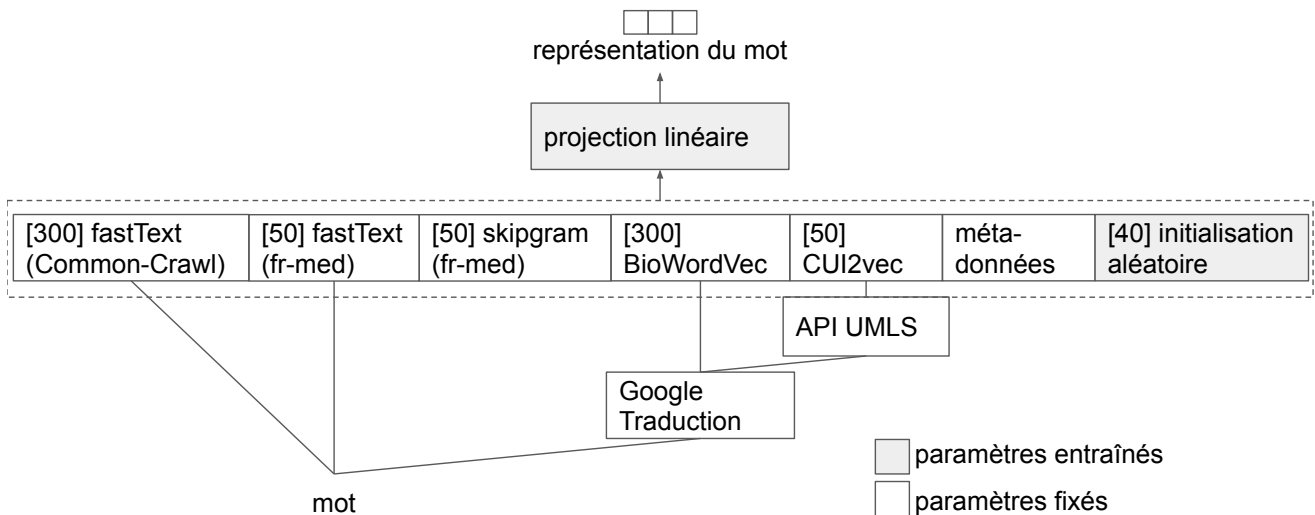 représentation du mot
projection linéaire
[300] fastText
(Common-Crawl)
[50] fastText
(fr-med)
[50] skipgram
(fr-med)
[300]
BioWordVec
[50]
CUI2vec
méta-
données
[40] initialisation
aléatoire
API UMLS
Google
Traduction
mot
paramètres entraînés
paramètres fixés